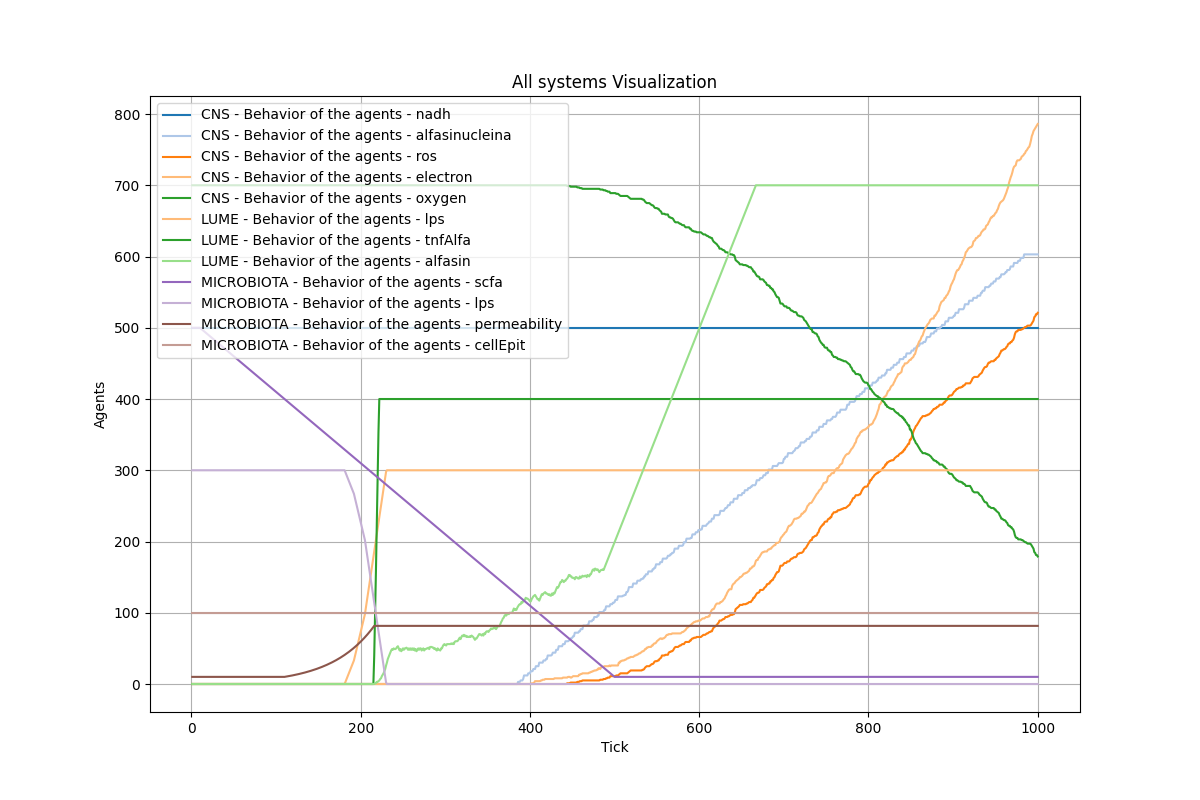 All systems Visualization
CNS - Behavior of the agents - nadh
CNS - Behavior of the agents - alfasinucleina
CNS - Behavior of the agents - ros
CNS - Behavior of the agents - electron
CNS - Behavior of the agents - oxygen
LUME - Behavior of the agents - lps
LUME - Behavior of the agents - tnfAlfa
LUME - Behavior of the agents - alfasin
MICROBIOTA - Behavior of the agents - scfa
MICROBIOTA - Behavior of the agents - lps
MICROBIOTA - Behavior of the agents - permeability
MICROBIOTA - Behavior of the agents - cellEpit
800
700
600
500
400
300
200
100
0
Agents
0 200 400 600 800 1000
Tick